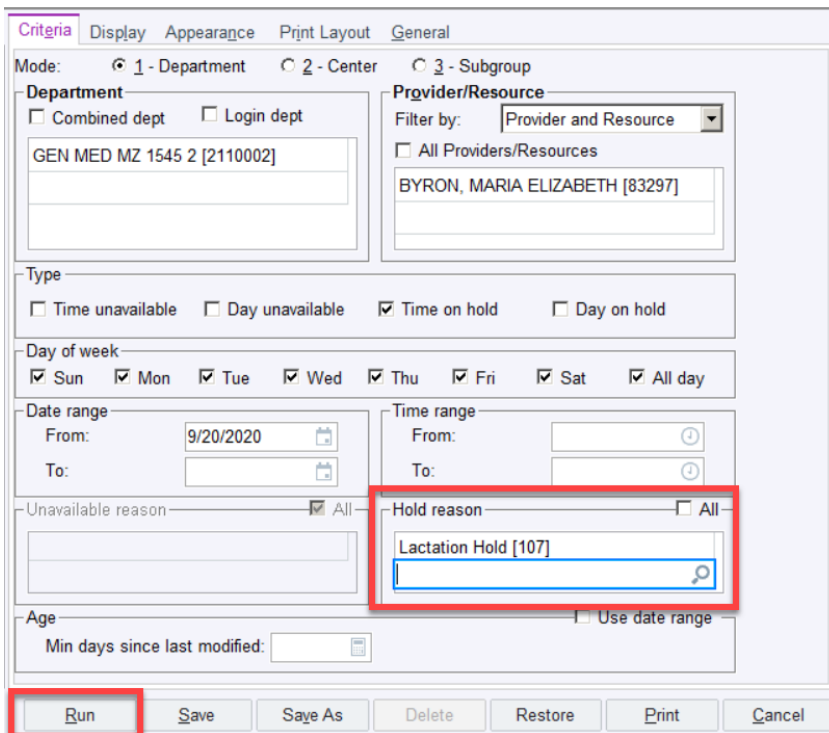 Criteria Display Appearance Print Layout General
Mode: 1 - Department 2 - Center 3 - Subgroup
Department
Combined dept Login dept
GEN MED MZ 1545 2 [2110002]
Provider/Resource
Filter by: Provider and Resource
All Providers/Resources
BYRON, MARIA ELIZABETH [83297]
Type
Time unavailable Day unavailable Time on hold Day on hold
Day of week
Sun Mon Tue Wed Thu Fri Sat All day
Date range
From: 9/20/2020
To:
Time range
From:
To:
Unavailable reason All
Hold reason All
Lactation Hold [107]
Age Use date range
Min days since last modified:
Run Save Save As Delete Restore Print Cancel